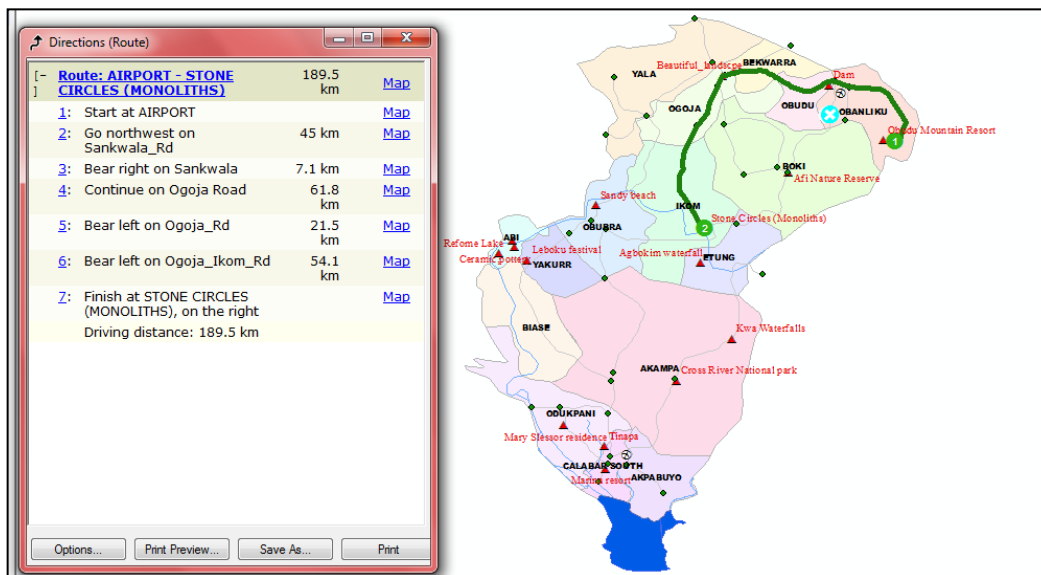 Directions (Route)
[-] Route: AIRPORT - STONE CIRCLES (MONOLITHS) 189.5 km Map
1: Start at AIRPORT Map
2: Go northwest on Sankwala_Rd 45 km Map
3: Bear right on Sankwala 7.1 km Map
4: Continue on Ogoja Road 61.8 km Map
5: Bear left on Ogoja_Rd 21.5 km Map
6: Bear left on Ogoja_Ikom_Rd 54.1 km Map
7: Finish at STONE CIRCLES (MONOLITHS), on the right Map
Driving distance: 189.5 km
Options...
Print Preview...
Save As...
Print
YALA
Beautiful_landscpe
BEKWARRA
Dam
OGOJA
OBUDU
OBANLIKU
Obudu Mountain Resort
1
BOKI
Afi Nature Reserve
Sandy beach
IKOM
Stone Circles (Monoliths)
2
OBUBRA
ABI
Refome Lake
Leboku festival
Agbokim waterfall
ETUNG
Ceramic pottery
YAKURR
BIASE
Kwa Waterfalls
AKAMPA
Cross River National park
ODUKPANI
Mary Slessor residence
Tinapa
CALABAR SOUTH
Marina resort
AKPABUYO